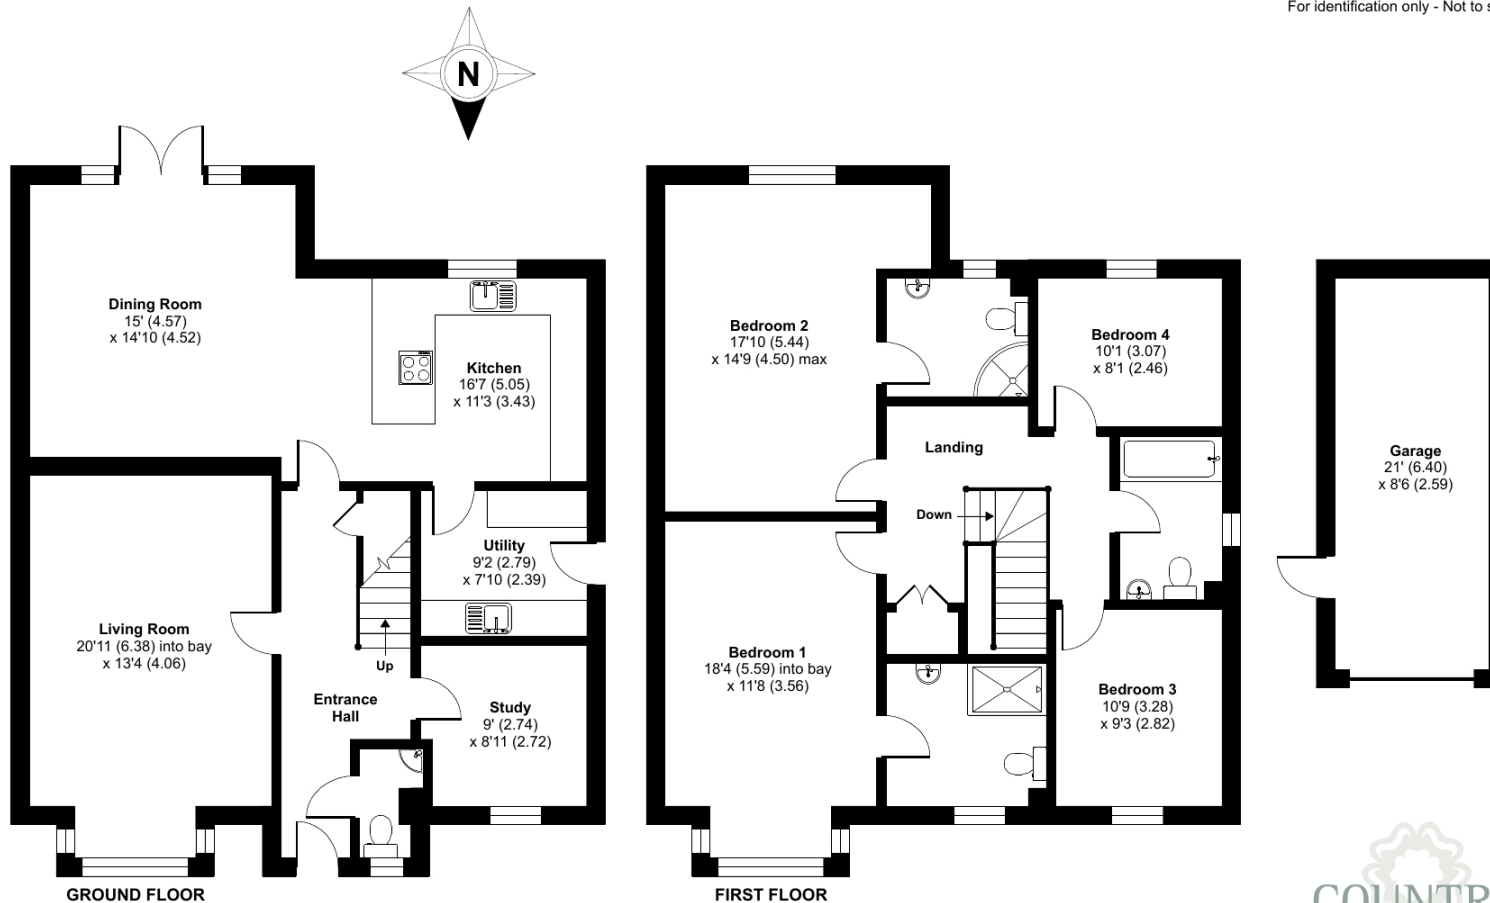 For identification only - Not to s
N
Dining Room
15' (4.57)
x 14'10 (4.52)
Kitchen
16'7 (5.05)
x 11'3 (3.43)
Utility
9'2 (2.79)
x 7'10 (2.39)
Living Room
20'11 (6.38) into bay
x 13'4 (4.06)
Up
Entrance
Hall
Study
9' (2.74)
x 8'11 (2.72)
GROUND FLOOR
Bedroom 2
17'10 (5.44)
x 14'9 (4.50) max
Bedroom 4
10'1 (3.07)
x 8'1 (2.46)
Landing
Down
Bedroom 1
18'4 (5.59) into bay
x 11'8 (3.56)
Bedroom 3
10'9 (3.28)
x 9'3 (2.82)
FIRST FLOOR
Garage
21' (6.40)
x 8'6 (2.59)
COUNTR